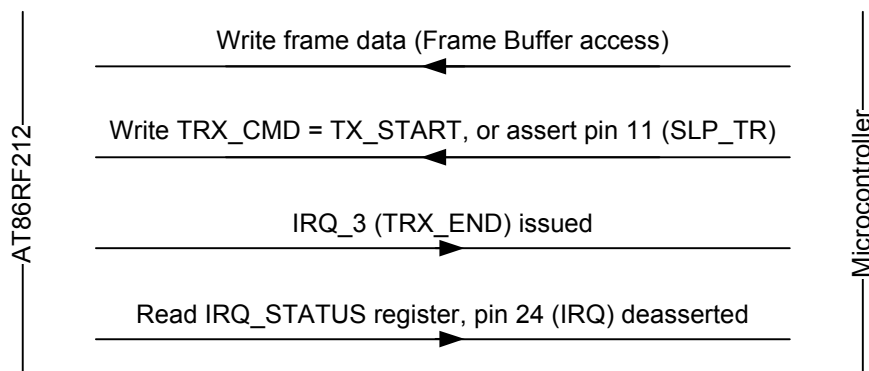 Write frame data (Frame Buffer access)
Write TRX_CMD = TX_START, or assert pin 11 (SLP_TR)
IRQ_3 (TRX_END) issued
Read IRQ_STATUS register, pin 24 (IRQ) deasserted
AT86RF212
Microcontroller